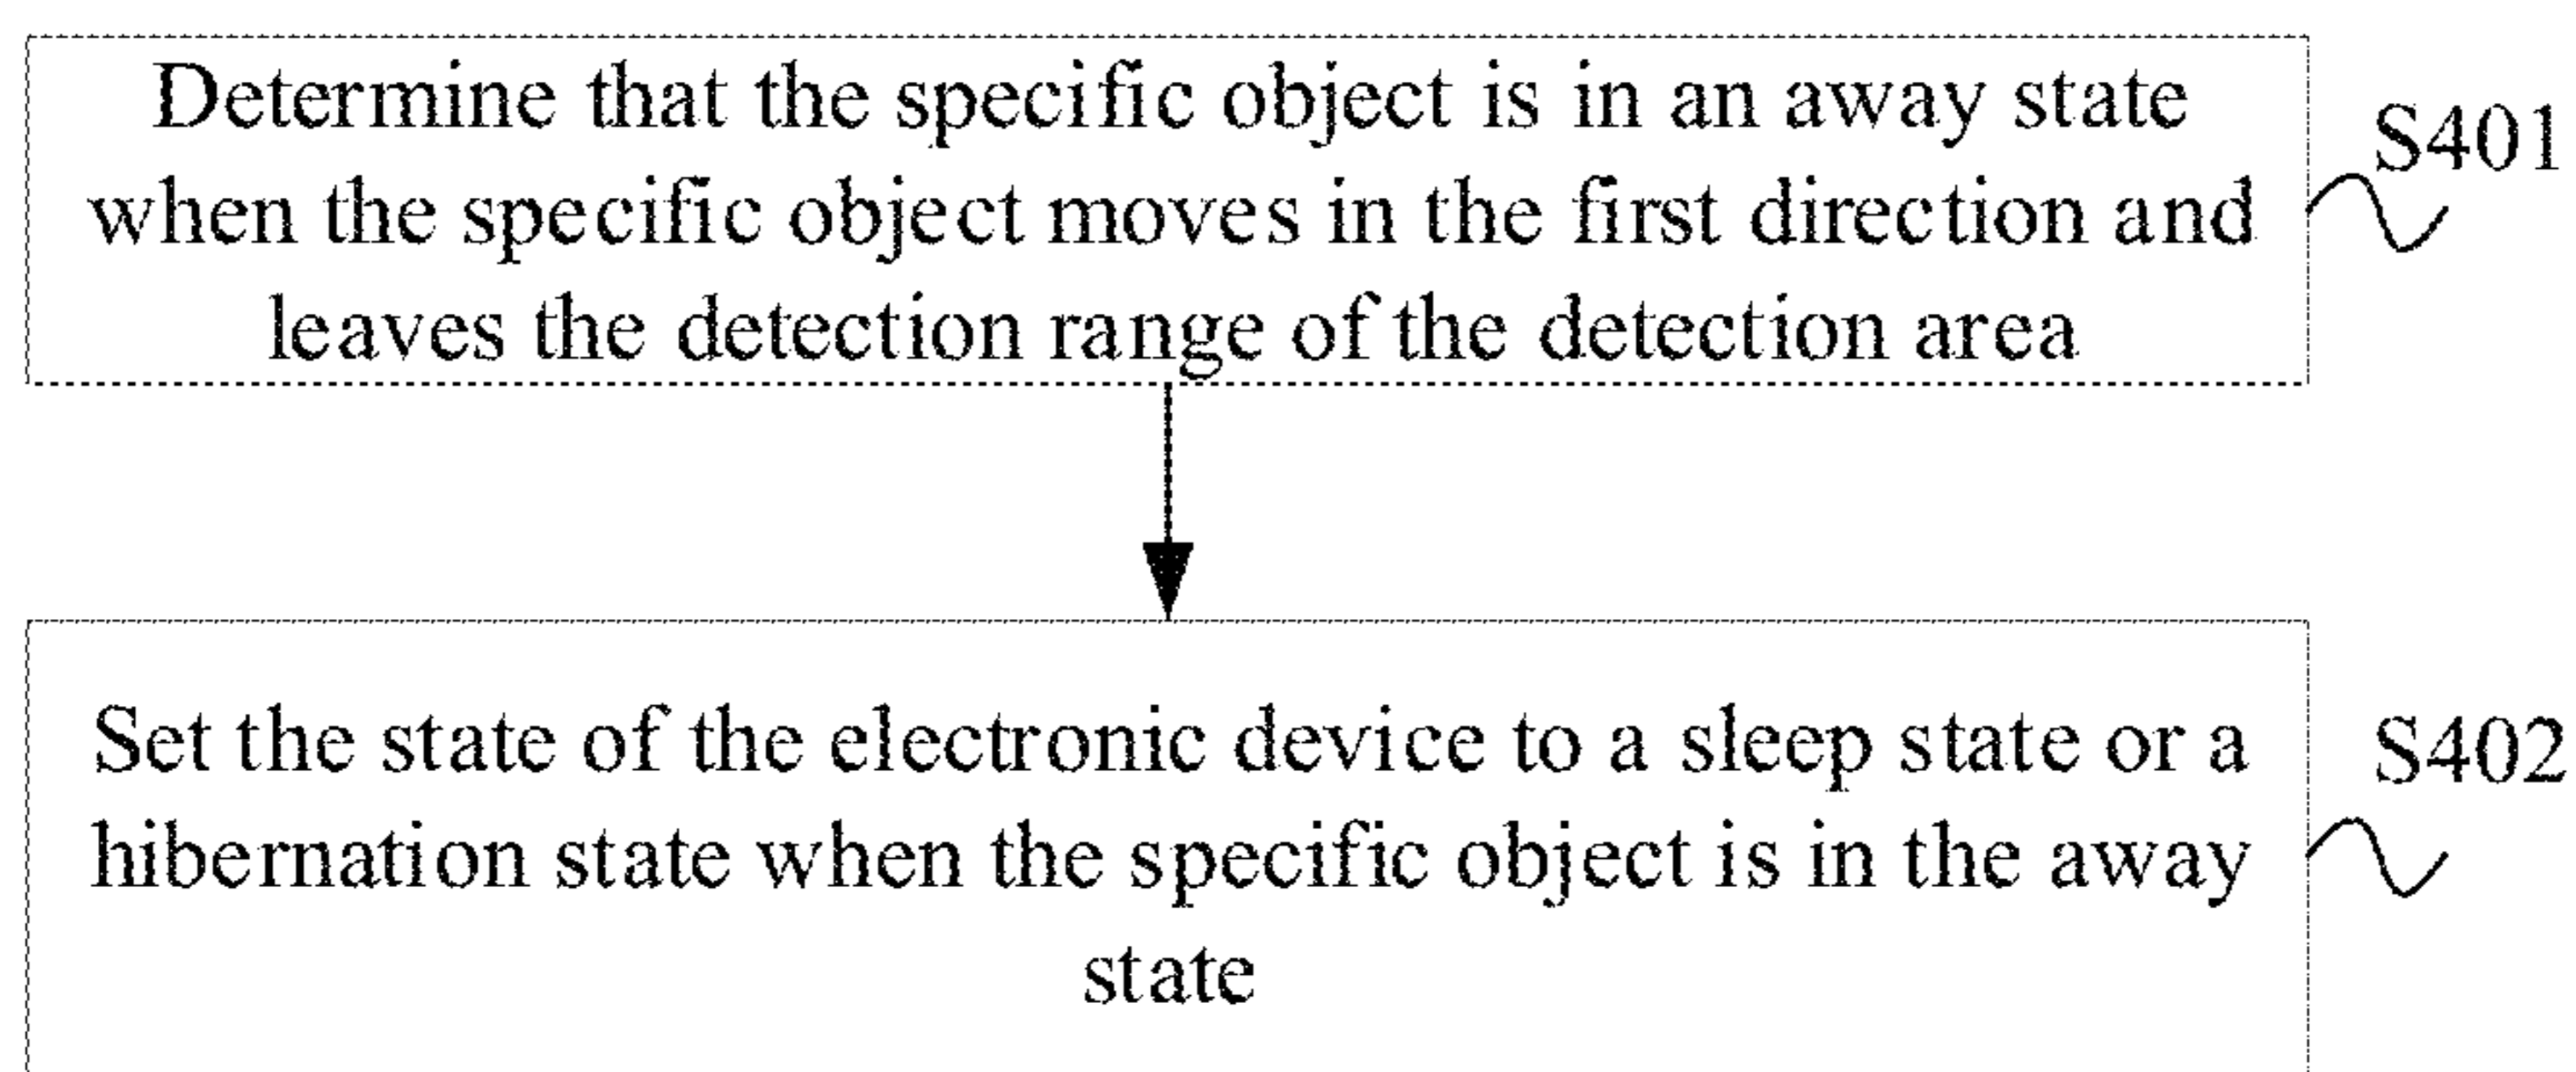 Determine that the specific object is in an away state
when the specific object moves in the first direction and
leaves the detection range of the detection area
S401
Set the state of the electronic device to a sleep state or a
hibernation state when the specific object is in the away
state
S402